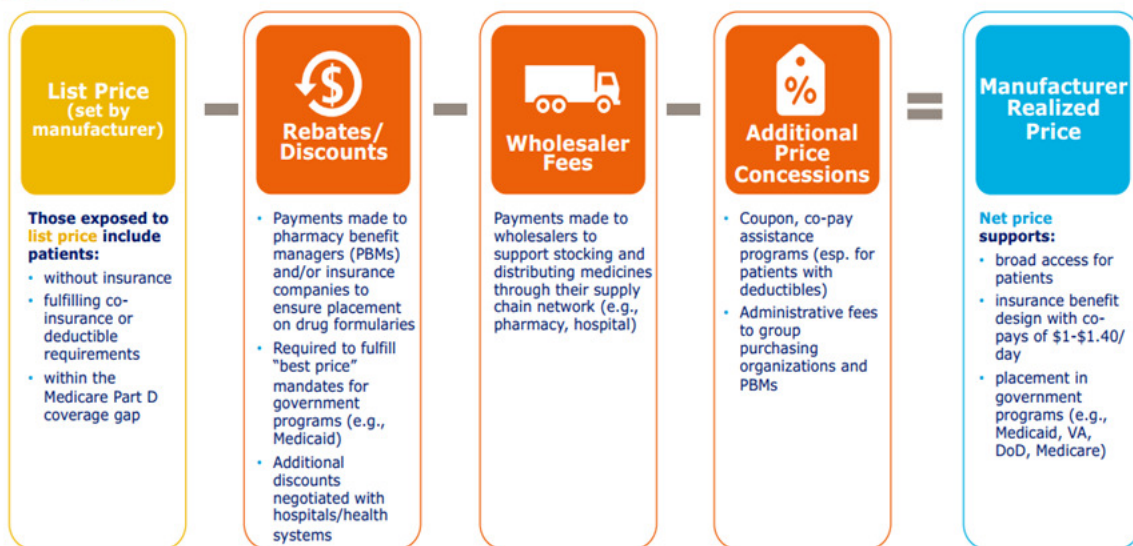 List Price
(set by
manufacturer)
Those exposed to
list price include
patients:
• without insurance
• fulfilling co-
insurance or
deductible
requirements
• within the
Medicare Part D
coverage gap
$
Rebates/
Discounts
• Payments made to
pharmacy benefit
managers (PBMs)
and/or insurance
companies to
ensure placement
on drug formularies
• Required to fulfill
“best price”
mandates for
government
programs (e.g.,
Medicaid)
• Additional
discounts
negotiated with
hospitals/health
systems
Wholesaler
Fees
Payments made to
wholesalers to
support stocking and
distributing medicines
through their supply
chain network (e.g.,
pharmacy, hospital)
%
Additional
Price
Concessions
• Coupon, co-pay
assistance
programs (esp. for
patients with
deductibles)
• Administrative fees
to group
purchasing
organizations and
PBMs
Manufacturer
Realized
Price
Net price
supports:
• broad access for
patients
• insurance benefit
design with co-
pays of $1-$1.40/
day
• placement in
government
programs (e.g.,
Medicaid, VA,
DoD, Medicare)